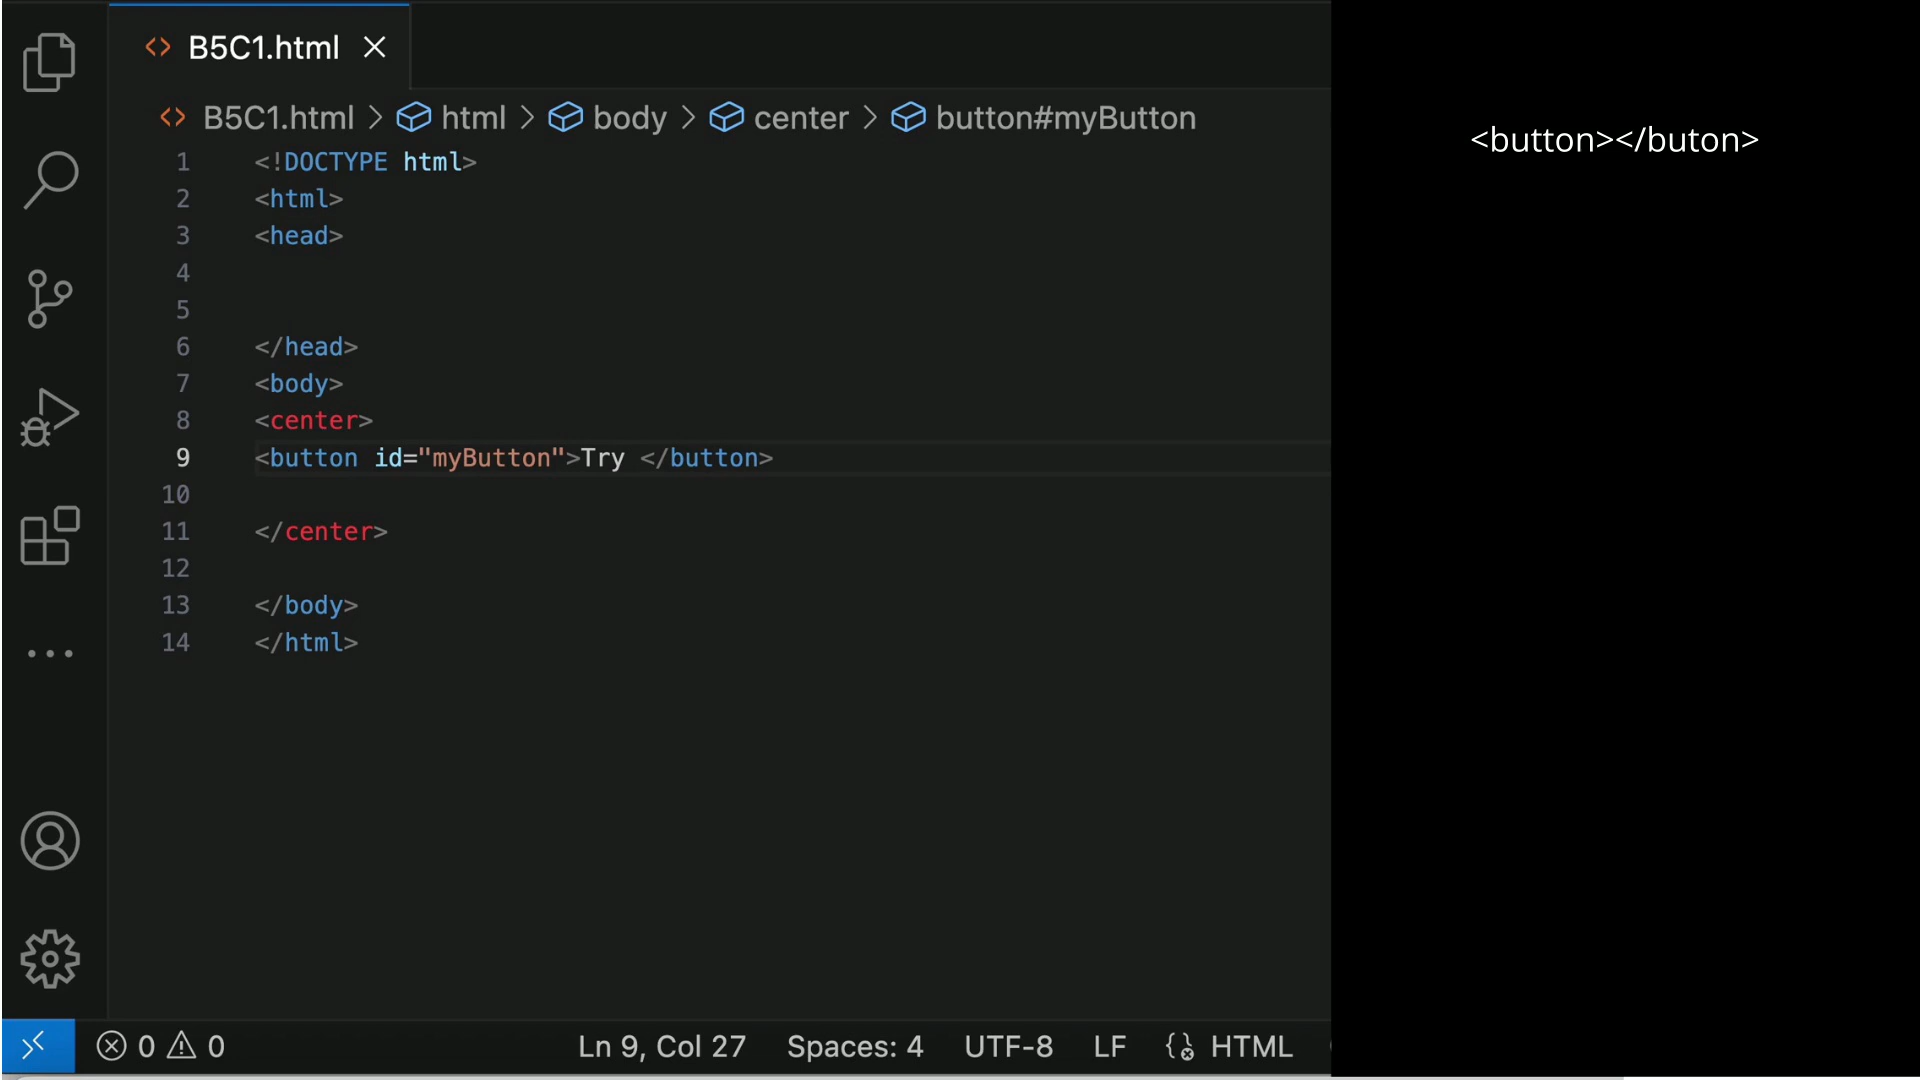 B5C1.html
B5C1.html > html > body > center > button#myButton
1 <!DOCTYPE html>
2 <html>
3 <head>
4
5
6 </head>
7 <body>
8 <center>
9 <button id="myButton">Try </button>
10
11 </center>
12
13 </body>
14 </html>
<button></buton>
0 0 Ln 9, Col 27 Spaces: 4 UTF-8 LF HTML